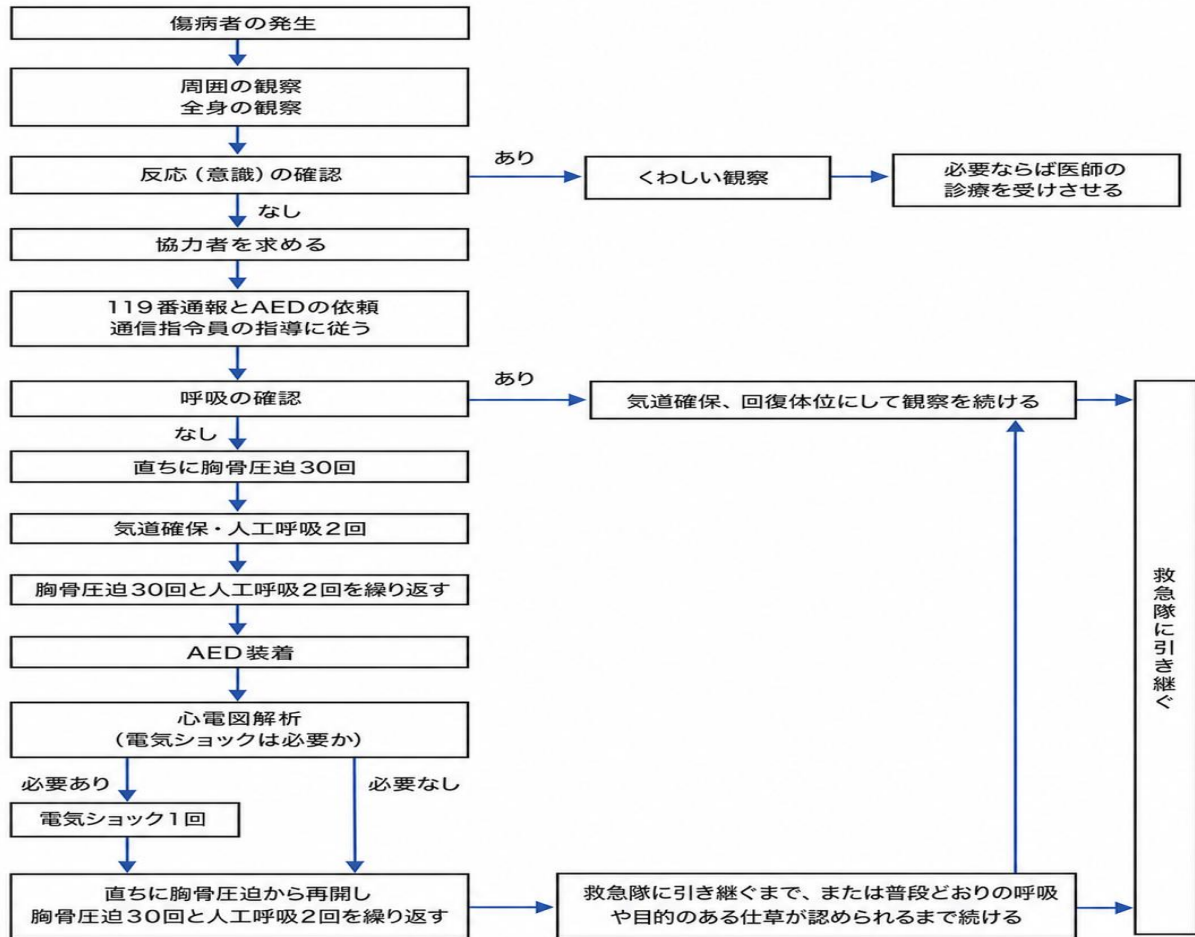 傷病者の発生
周囲の観察
全身の観察
反応（意識）の確認
あり
くわしい観察
必要ならば医師の
診療を受けさせる
なし
協力者を求める
119番通報とAEDの依頼
通信指令員の指導に従う
呼吸の確認
あり
気道確保、回復体位にして観察を続ける
なし
直ちに胸骨圧迫30回
気道確保・人工呼吸2回
胸骨圧迫30回と人工呼吸2回を繰り返す
AED装着
心電図解析
（電気ショックは必要か）
必要あり
必要なし
電気ショック1回
直ちに胸骨圧迫から再開し
胸骨圧迫30回と人工呼吸2回を繰り返す
救急隊に引き継ぐまで、または普段どおりの呼吸
や目的のある仕草が認められるまで続ける
救急隊に引き継ぐ